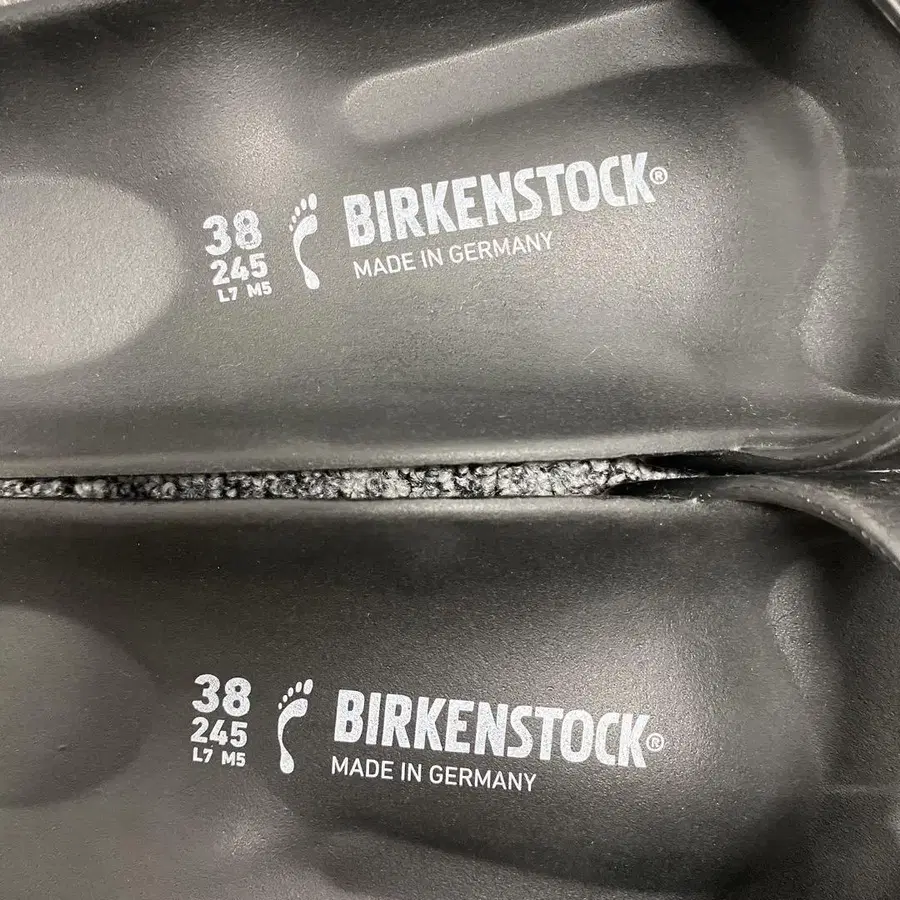 38
245
L7 M5
BIRKENSTOCK®
MADE IN GERMANY
38
245
L7 M5
BIRKENSTOCK®
MADE IN GERMANY